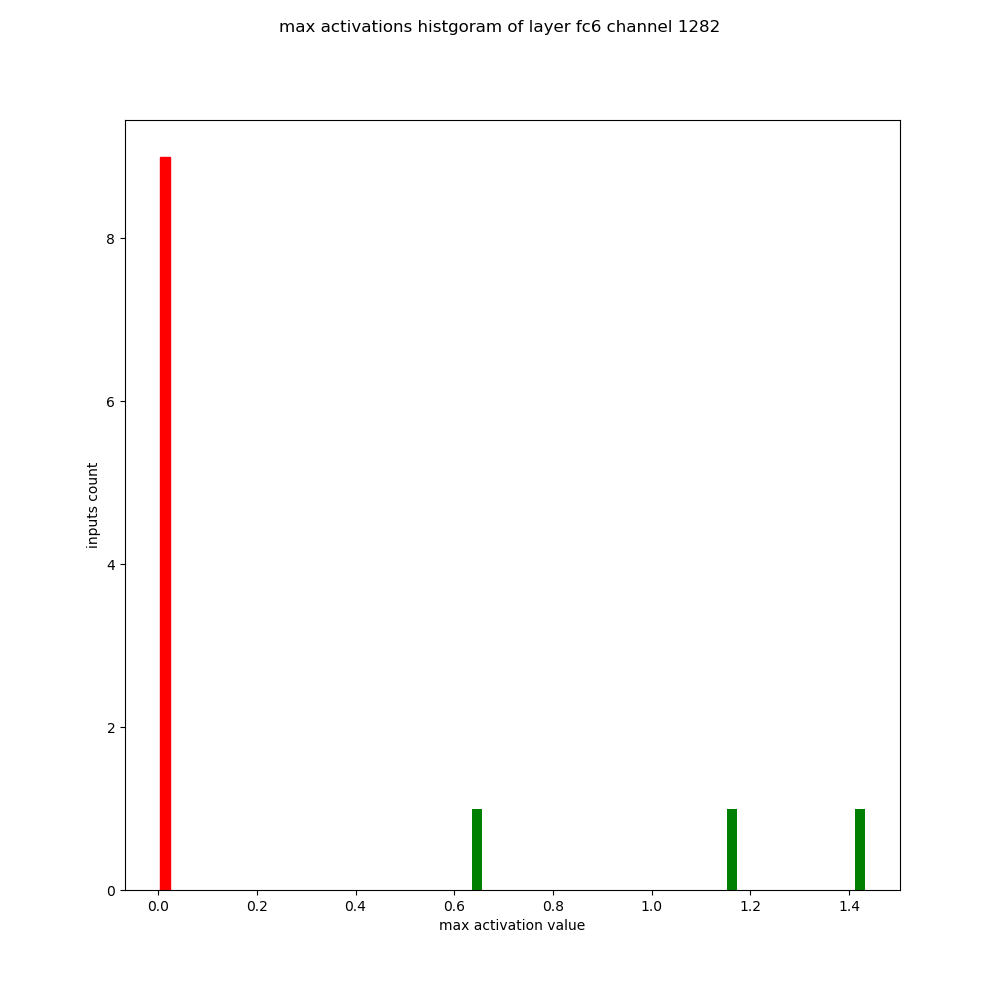 max activations histgoram of layer fc6 channel 1282
8
6
4
2
0
inputs count
0.0 0.2 0.4 0.6 0.8 1.0 1.2 1.4
max activation value